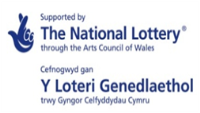 Supported by
The National Lottery®
through the Arts Council of Wales
Cefnogwyd gan
Y Loteri Genedlaethol
trwy Gyngor Celfyddydau Cymru